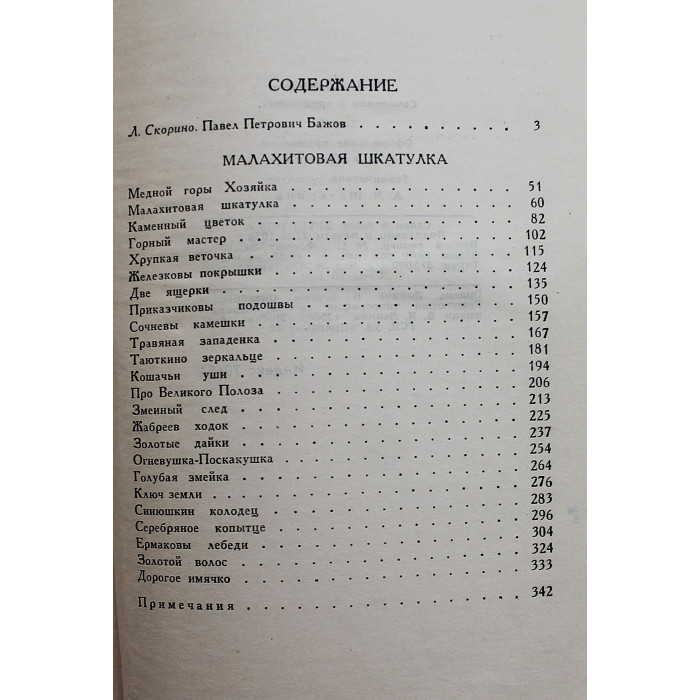 СОДЕРЖАНИЕ
Л. Скорино. Павел Петрович Бажов . . . . . . . . . . 3
МАЛАХИТОВАЯ ШКАТУЛКА
Медной горы Хозяйка . . . . . . . . . . 51
Малахитовая шкатулка . . . . . . . . . . 60
Каменный цветок . . . . . . . . . . 82
Горный мастер . . . . . . . . . . 102
Хрупкая веточка . . . . . . . . . . 115
Железковы покрышки . . . . . . . . . . 124
Две ящерки . . . . . . . . . . 135
Приказчиковы подошвы . . . . . . . . . . 150
Сочневы камешки . . . . . . . . . . 157
Травяная западенка . . . . . . . . . . 167
Таюткино зеркальце . . . . . . . . . . 181
Кошачьи уши . . . . . . . . . . 194
Про Великого Полоза . . . . . . . . . . 206
Змеиный след . . . . . . . . . . 213
Жабреев ходок . . . . . . . . . . 225
Золотые дайки . . . . . . . . . . 237
Огневушка-Поскакушка . . . . . . . . . . 254
Голубая змейка . . . . . . . . . . 264
Ключ земли . . . . . . . . . . 276
Синюшкин колодец . . . . . . . . . . 283
Серебряное копытце . . . . . . . . . . 296
Ермаковы лебеди . . . . . . . . . . 304
Золотой волос . . . . . . . . . . 324
Дорогое имячко . . . . . . . . . . 333
Примечания . . . . . . . . . . 342